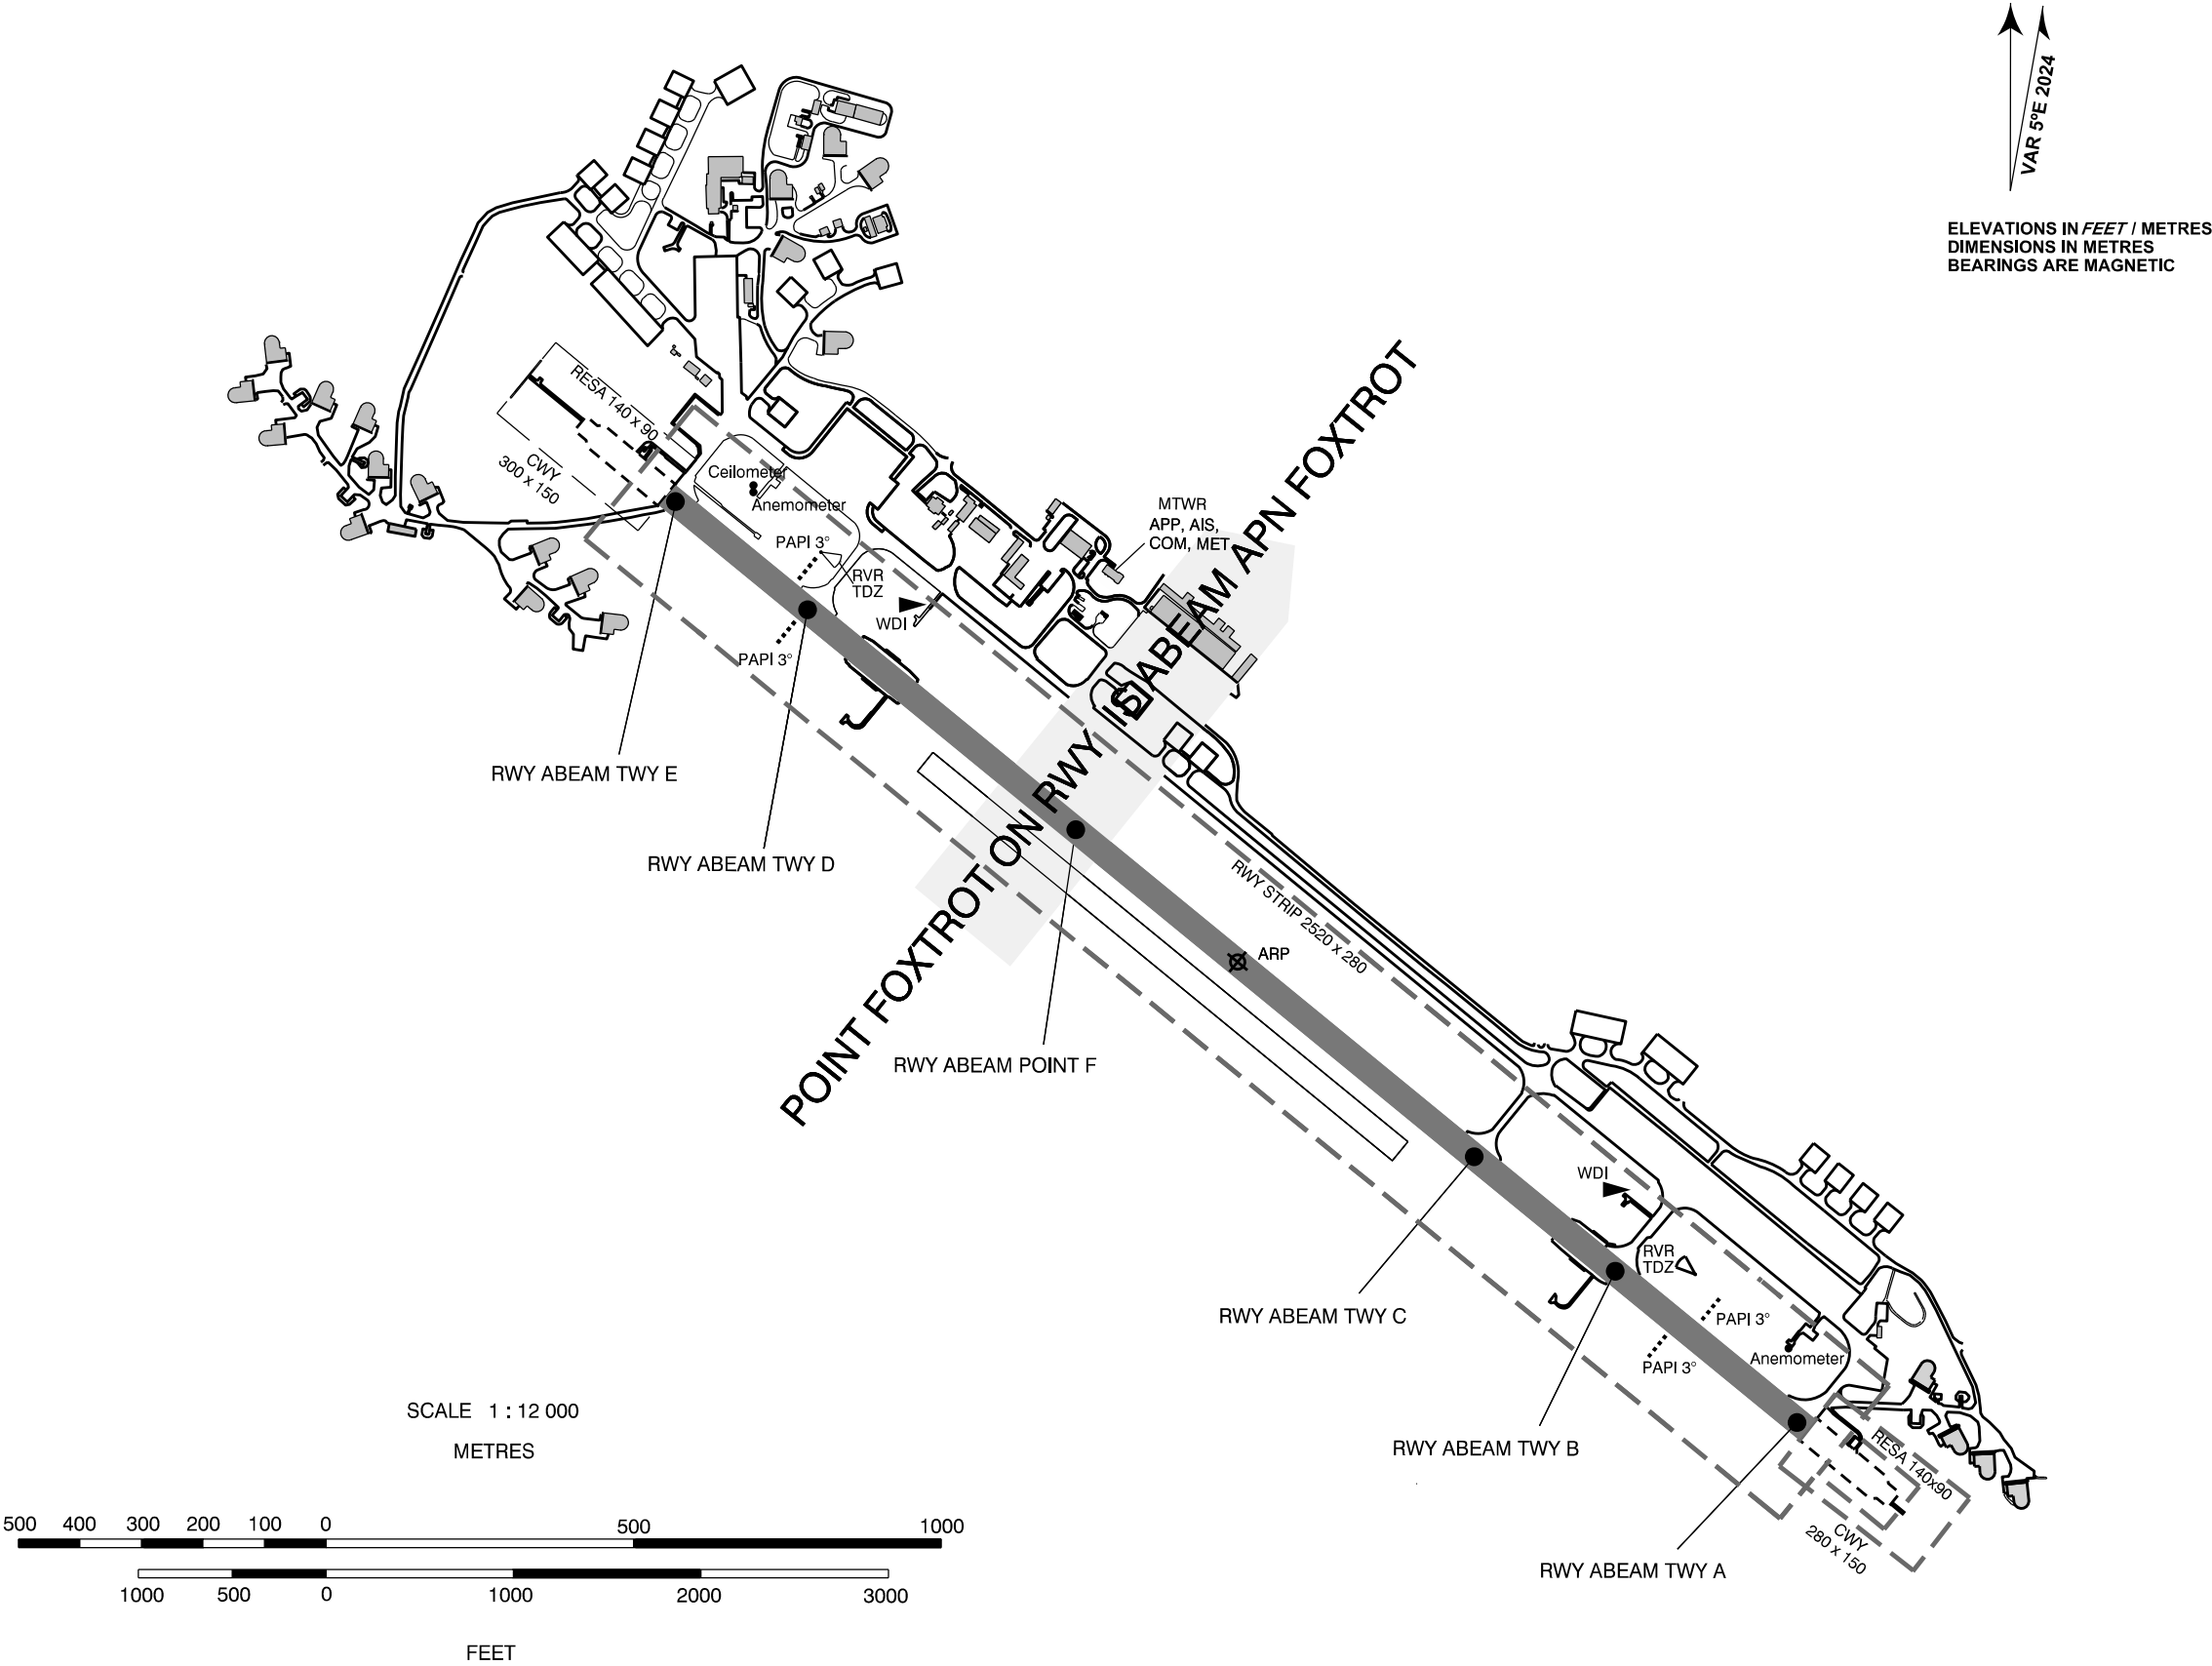 VAR 5°E 2024
ELEVATIONS IN FEET / METRES
DIMENSIONS IN METRES
BEARINGS ARE MAGNETIC
RESA 140 x 90
CWY
300 x 150
Ceilometer
Anemometer
PAPI 3°
RVR
TDZ
WDI
PAPI 3°
MTWR
APP, AIS,
COM, MET
POINT FOXTROT ON RWY IS ABEAM APN FOXTROT
RWY ABEAM TWY E
RWY ABEAM TWY D
RWY STRIP 2520 x 280
ARP
RWY ABEAM POINT F
WDI
RVR
TDZ
PAPI 3°
PAPI 3°
Anemometer
RWY ABEAM TWY C
RWY ABEAM TWY B
RESA 140x90
CWY
280 x 150
RWY ABEAM TWY A
SCALE 1 : 12 000
METRES
500 400 300 200 100 0 500 1000
1000 500 0 1000 2000 3000
FEET